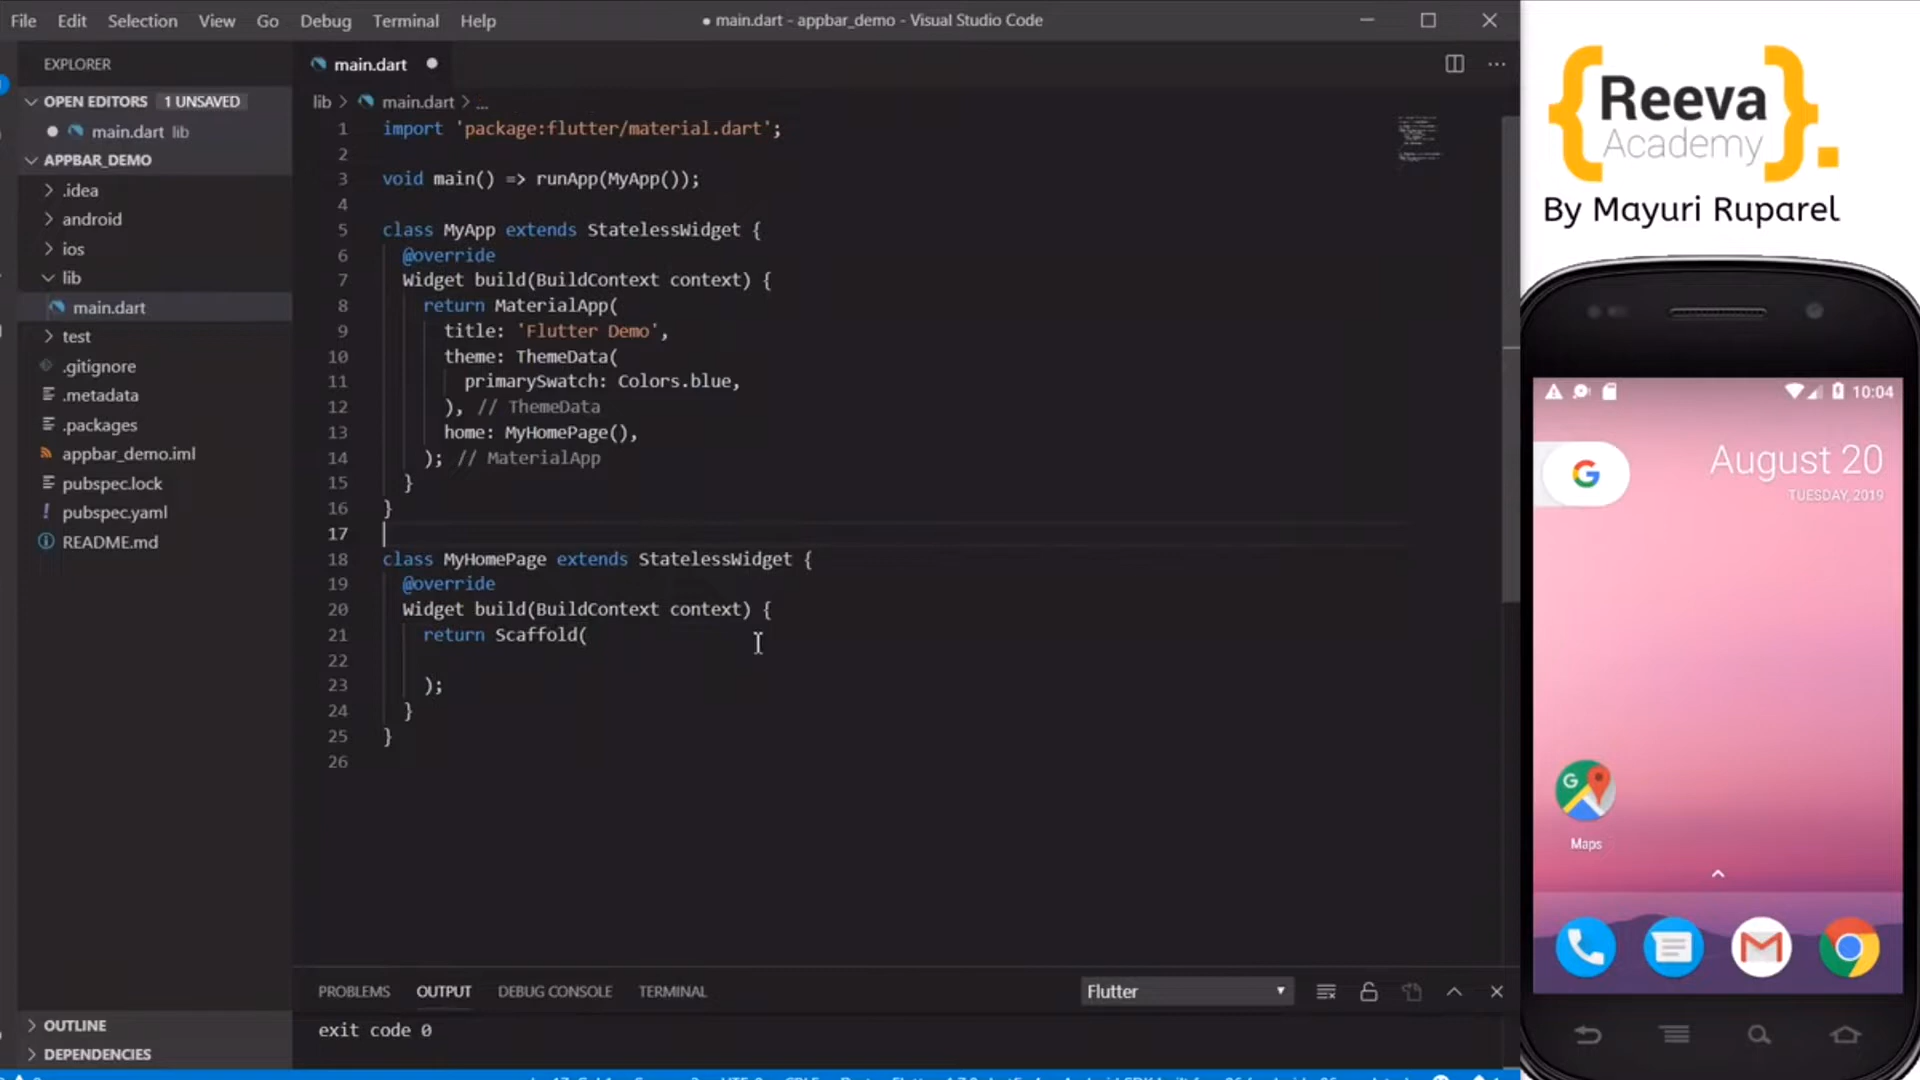 File Edit Selection View Go Debug Terminal Help
● main.dart - appbar_demo - Visual Studio Code
EXPLORER
OPEN EDITORS 1 UNSAVED
main.dart lib
APPBAR_DEMO
.idea
android
ios
lib
main.dart
test
.gitignore
.metadata
.packages
appbar_demo.iml
pubspec.lock
pubspec.yaml
README.md
OUTLINE
DEPENDENCIES
main.dart
lib > main.dart > ...
1 import 'package:flutter/material.dart';
2
3 void main() => runApp(MyApp());
4
5 class MyApp extends StatelessWidget {
6 @override
7 Widget build(BuildContext context) {
8 return MaterialApp(
9 title: 'Flutter Demo',
10 theme: ThemeData(
11 primarySwatch: Colors.blue,
12 ), // ThemeData
13 home: MyHomePage(),
14 ); // MaterialApp
15 }
16 }
17
18 class MyHomePage extends StatelessWidget {
19 @override
20 Widget build(BuildContext context) {
21 return Scaffold(
22
23 );
24 }
25 }
26
PROBLEMS OUTPUT DEBUG CONSOLE TERMINAL
Flutter
exit code 0
{Reeva
Academy}.
By Mayuri Ruparel
10:04
G
August 20
TUESDAY, 2019
G
Maps